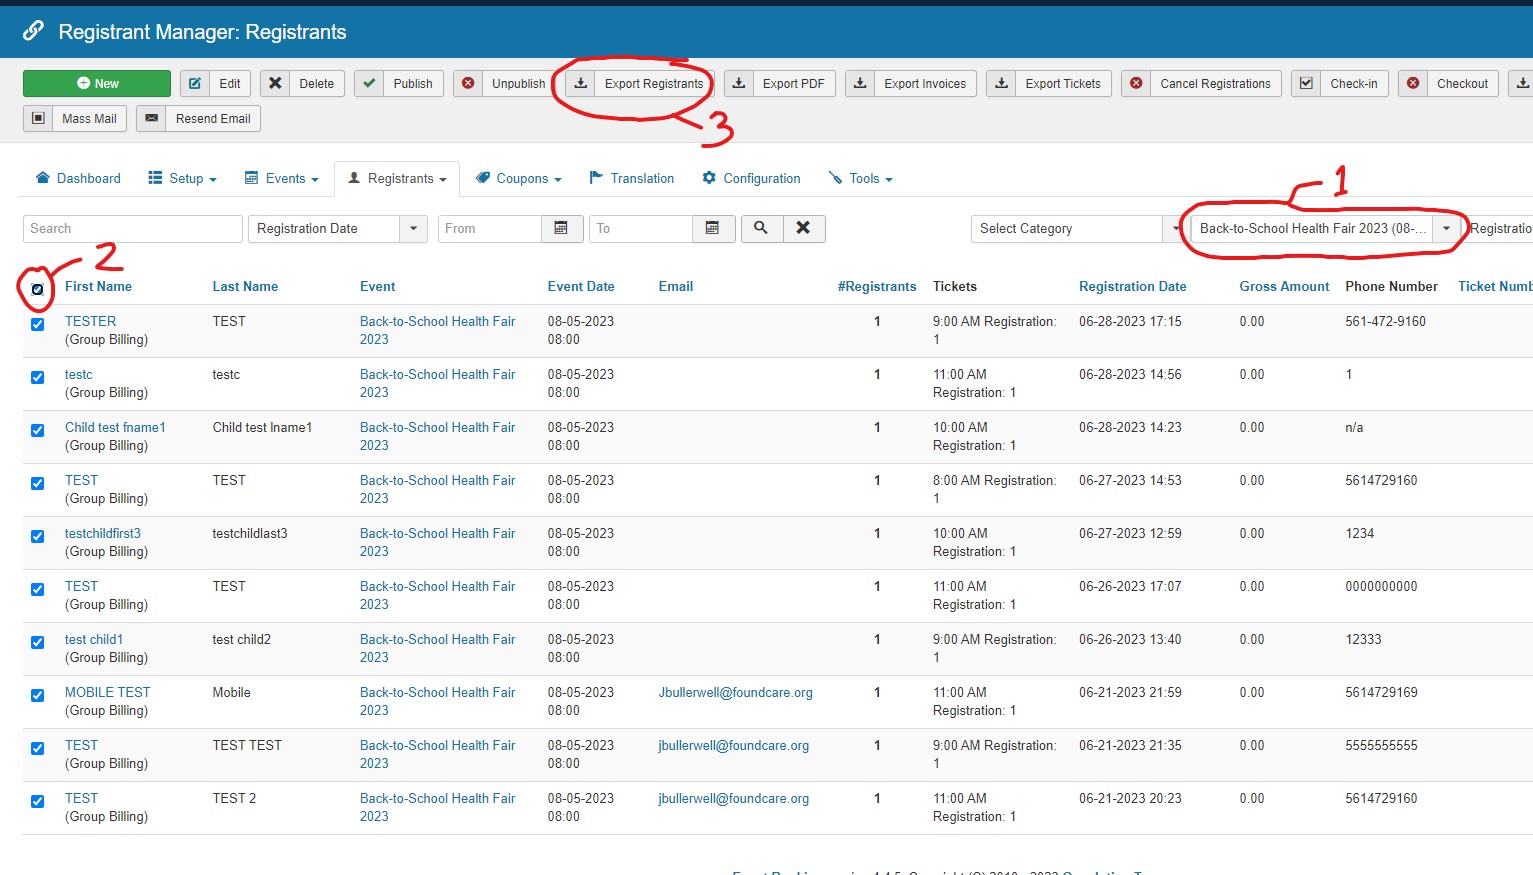 Registrant Manager: Registrants
New Edit Delete Publish Unpublish Export Registrants Export PDF Export Invoices Export Tickets Cancel Registrations Check-in Checkout
3
Mass Mail Resend Email
1
Dashboard Setup Events Registrants Coupons Translation Configuration Tools
Search Registration Date From To Select Category Back-to-School Health Fair 2023 (08-... Registratio
2
First Name Last Name Event Event Date Email #Registrants Tickets Registration Date Gross Amount Phone Number Ticket Numb
TESTER TEST Back-to-School Health Fair 08-05-2023 1 9:00 AM Registration: 06-28-2023 17:15 0.00 561-472-9160
(Group Billing) 2023 08:00 1
testc testc Back-to-School Health Fair 08-05-2023 1 11:00 AM 06-28-2023 14:56 0.00 1
(Group Billing) 2023 08:00 Registration: 1
Child test fname1 Child test lname1 Back-to-School Health Fair 08-05-2023 1 10:00 AM 06-28-2023 14:23 0.00 n/a
(Group Billing) 2023 08:00 Registration: 1
TEST TEST Back-to-School Health Fair 08-05-2023 1 8:00 AM Registration: 06-27-2023 14:53 0.00 5614729160
(Group Billing) 2023 08:00 1
testchildfirst3 testchildlast3 Back-to-School Health Fair 08-05-2023 1 10:00 AM 06-27-2023 12:59 0.00 1234
(Group Billing) 2023 08:00 Registration: 1
TEST TEST Back-to-School Health Fair 08-05-2023 1 11:00 AM 06-26-2023 17:07 0.00 0000000000
(Group Billing) 2023 08:00 Registration: 1
test child1 test child2 Back-to-School Health Fair 08-05-2023 1 9:00 AM Registration: 06-26-2023 13:40 0.00 12333
(Group Billing) 2023 08:00 1
MOBILE TEST Mobile Back-to-School Health Fair 08-05-2023 Jbullerwell@foundcare.org 1 11:00 AM 06-21-2023 21:59 0.00 5614729169
(Group Billing) 2023 08:00 Registration: 1
TEST TEST TEST Back-to-School Health Fair 08-05-2023 jbullerwell@foundcare.org 1 9:00 AM Registration: 06-21-2023 21:35 0.00 5555555555
(Group Billing) 2023 08:00 1
TEST TEST 2 Back-to-School Health Fair 08-05-2023 jbullerwell@foundcare.org 1 11:00 AM 06-21-2023 20:23 0.00 5614729160
(Group Billing) 2023 08:00 Registration: 1